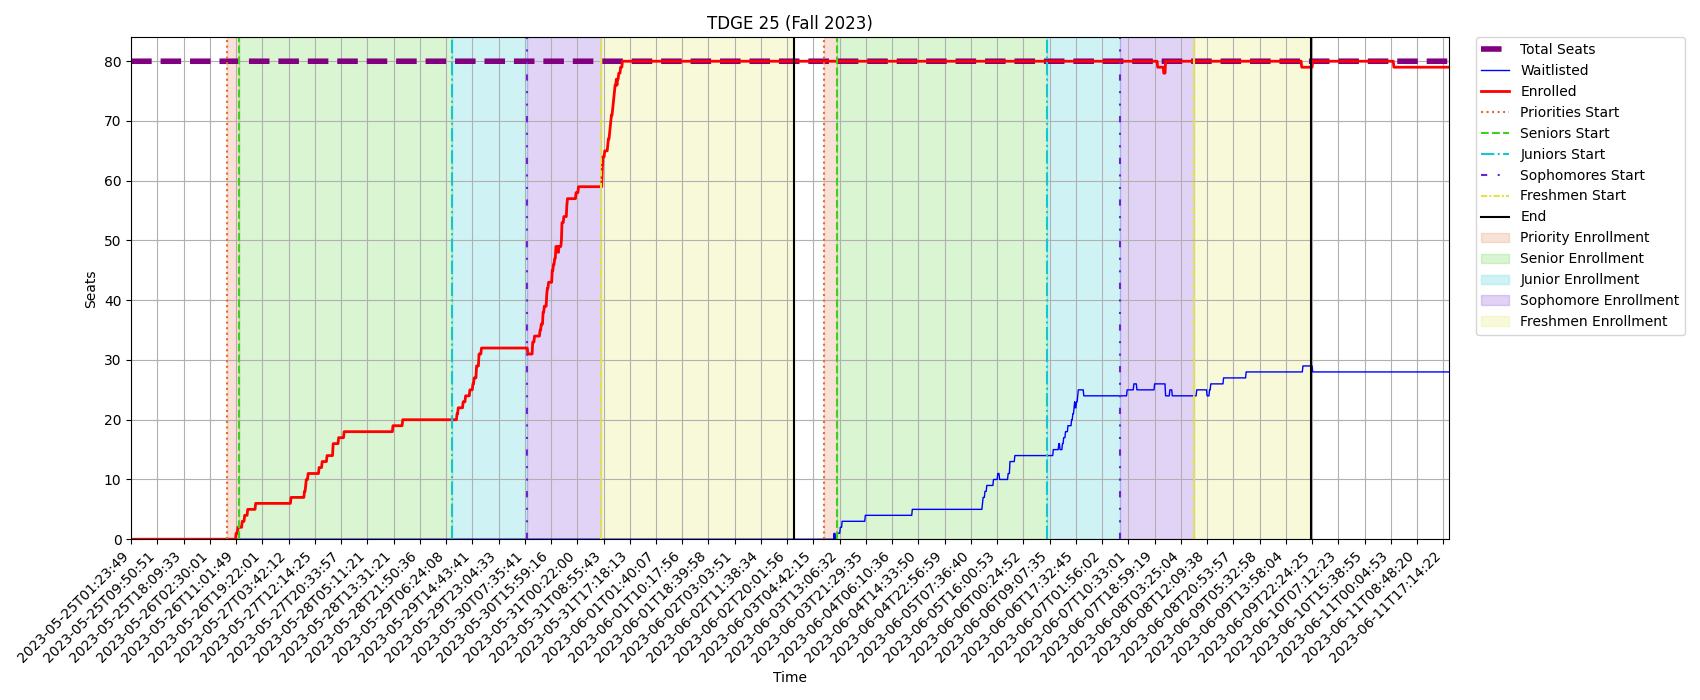 TDGE 25 (Fall 2023)
Seats
80
70
60
50
40
30
20
10
0
2023-05-25T01:23:49
2023-05-25T09:50:51
2023-05-25T18:09:33
2023-05-26T02:30:01
2023-05-26T11:01:49
2023-05-26T19:22:01
2023-05-27T03:42:12
2023-05-27T12:14:25
2023-05-27T20:33:57
2023-05-28T05:11:21
2023-05-28T13:31:21
2023-05-28T21:50:36
2023-05-29T06:24:08
2023-05-29T14:43:41
2023-05-29T23:04:33
2023-05-30T07:35:41
2023-05-30T15:59:16
2023-05-31T00:22:00
2023-05-31T08:55:43
2023-05-31T17:18:13
2023-06-01T01:40:07
2023-06-01T10:17:56
2023-06-01T18:39:58
2023-06-02T03:03:51
2023-06-02T11:38:34
2023-06-02T20:01:56
2023-06-03T04:42:15
2023-06-03T13:06:32
2023-06-03T21:29:35
2023-06-04T06:10:36
2023-06-04T14:33:50
2023-06-04T22:56:59
2023-06-05T07:36:40
2023-06-05T16:00:53
2023-06-06T00:24:52
2023-06-06T09:07:35
2023-06-06T17:32:45
2023-06-07T01:56:02
2023-06-07T10:33:01
2023-06-07T18:59:19
2023-06-08T03:25:04
2023-06-08T12:09:38
2023-06-08T20:53:57
2023-06-09T05:32:58
2023-06-09T13:58:04
2023-06-09T22:24:25
2023-06-10T07:12:23
2023-06-10T15:38:55
2023-06-11T00:04:53
2023-06-11T08:48:20
2023-06-11T17:14:22
Time
Total Seats
Waitlisted
Enrolled
Priorities Start
Seniors Start
Juniors Start
Sophomores Start
Freshmen Start
End
Priority Enrollment
Senior Enrollment
Junior Enrollment
Sophomore Enrollment
Freshmen Enrollment